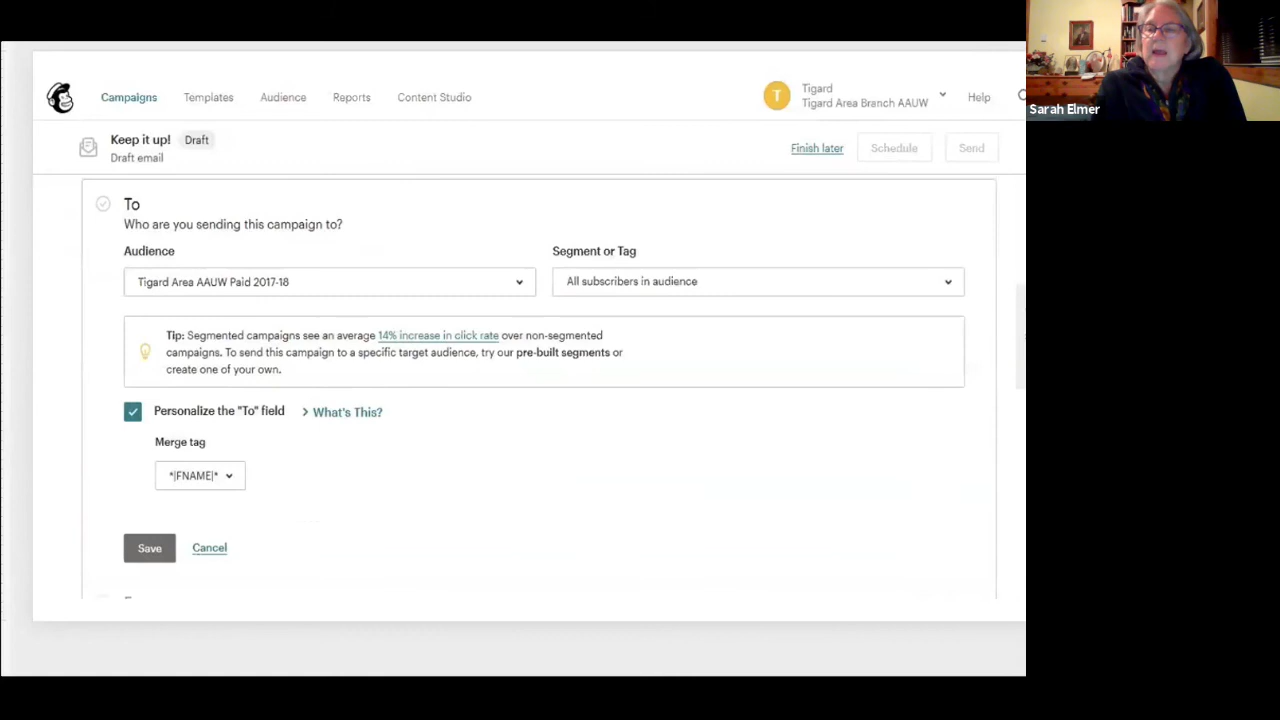 Campaigns Templates Audience Reports Content Studio
T
Tigard
Tigard Area Branch AAUW
Help
Keep it up! Draft
Draft email
Finish later Schedule Send
To
Who are you sending this campaign to?
Audience
Segment or Tag
Tigard Area AAUW Paid 2017-18
All subscribers in audience
Tip: Segmented campaigns see an average 14% increase in click rate over non-segmented
campaigns. To send this campaign to a specific target audience, try our pre-built segments or
create one of your own.
Personalize the "To" field > What's This?
Merge tag
*|FNAME|*
Save Cancel
Sarah Elmer